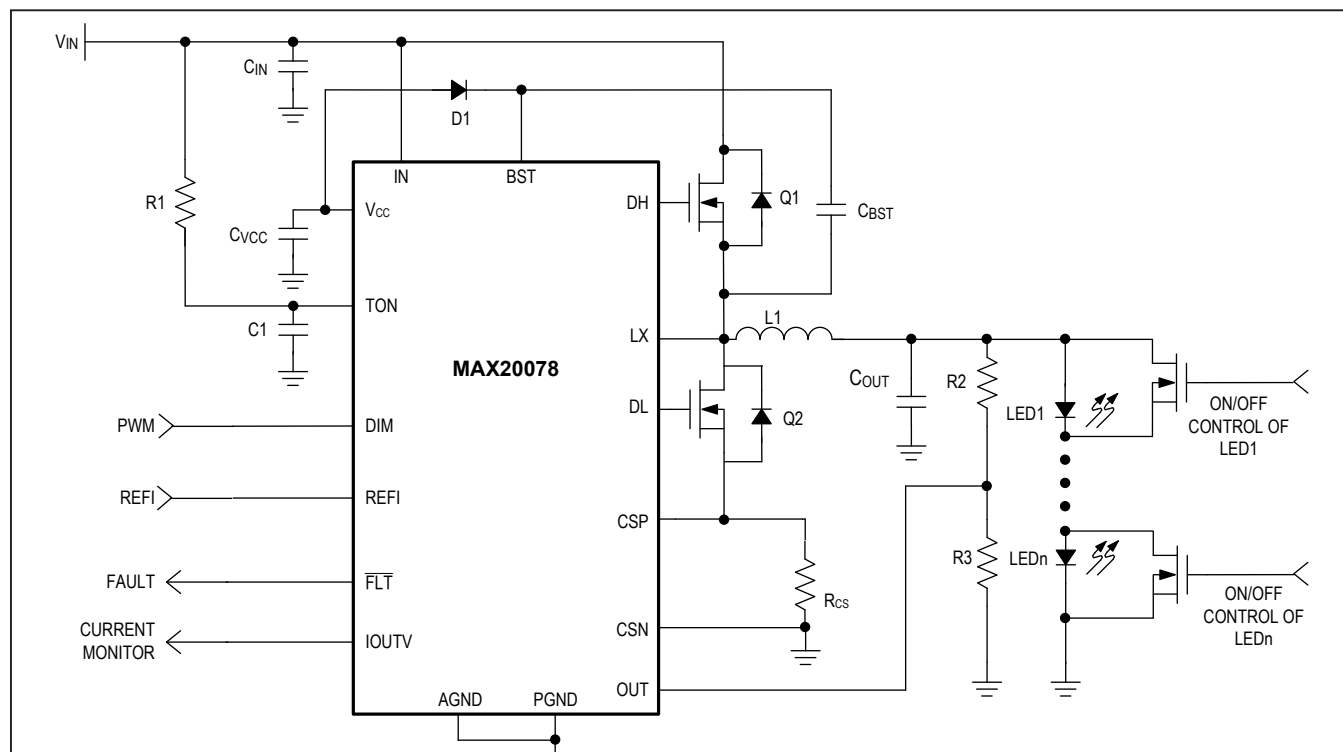 VIN
CIN
D1
IN
BST
R1
VCC
CVCC
DH
Q1
CBST
TON
C1
LX
L1
MAX20078
COUT
R2
DL
Q2
LED1
ON/OFF
CONTROL OF
LED1
PWM
DIM
REFI
REFI
CSP
R3
LEDn
ON/OFF
CONTROL OF
LEDn
FAULT
FLT
RCS
CURRENT
MONITOR
IOUTV
CSN
OUT
AGND
PGND